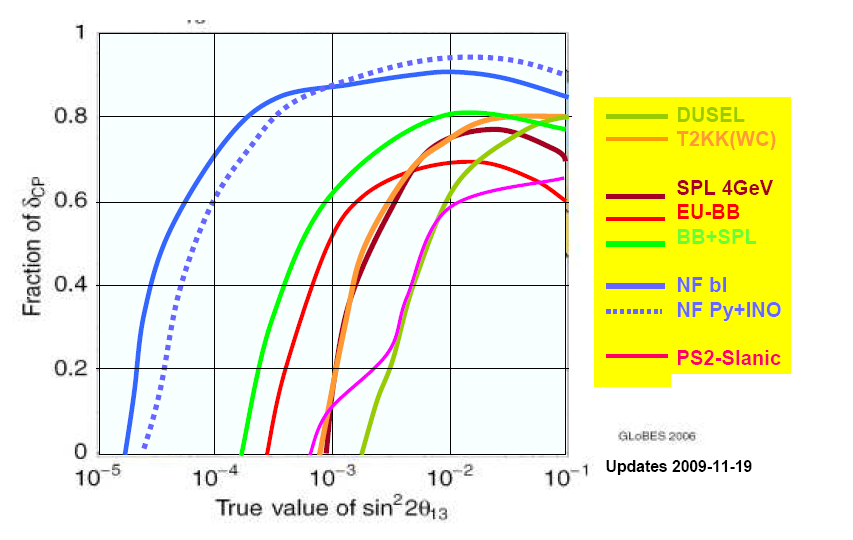 1
0.8
0.6
0.4
0.2
0
Fraction of δCP
10−5
10−4
10−3
10−2
10−1
True value of sin²2θ13
DUSEL
T2KK(WC)
SPL 4GeV
EU-BB
BB+SPL
NF bl
NF Py+INO
PS2-Slanic
GLoBES 2006
Updates 2009-11-19